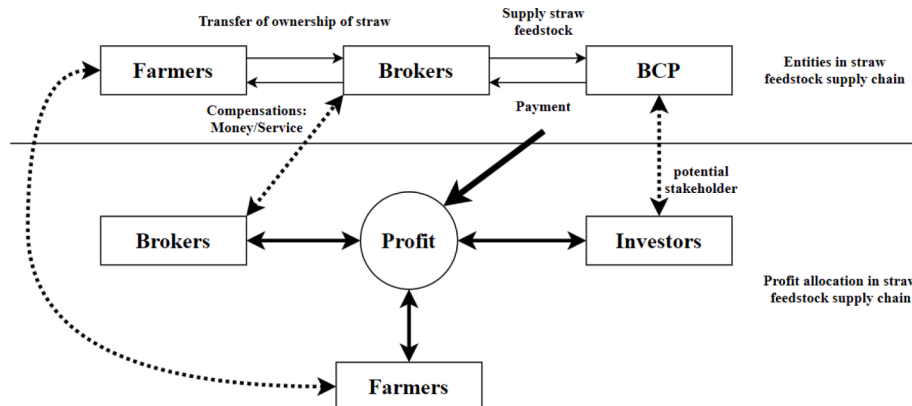 Transfer of ownership of straw
Supply straw
feedstock
Farmers
Brokers
BCP
Entities in straw
feedstock supply chain
Compensations:
Money/Service
Payment
potential
stakeholder
Brokers
Profit
Investors
Profit allocation in straw
feedstock supply chain
Farmers